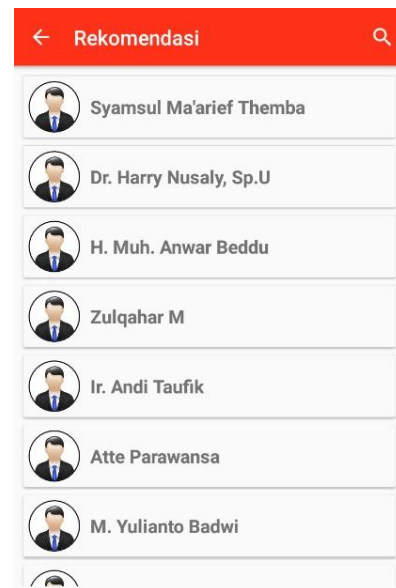 Rekomendasi
Syamsul Ma'arief Themba
Dr. Harry Nusaly, Sp.U
H. Muh. Anwar Beddu
Zulqahar M
Ir. Andi Taufik
Atte Parawansa
M. Yulianto Badwi